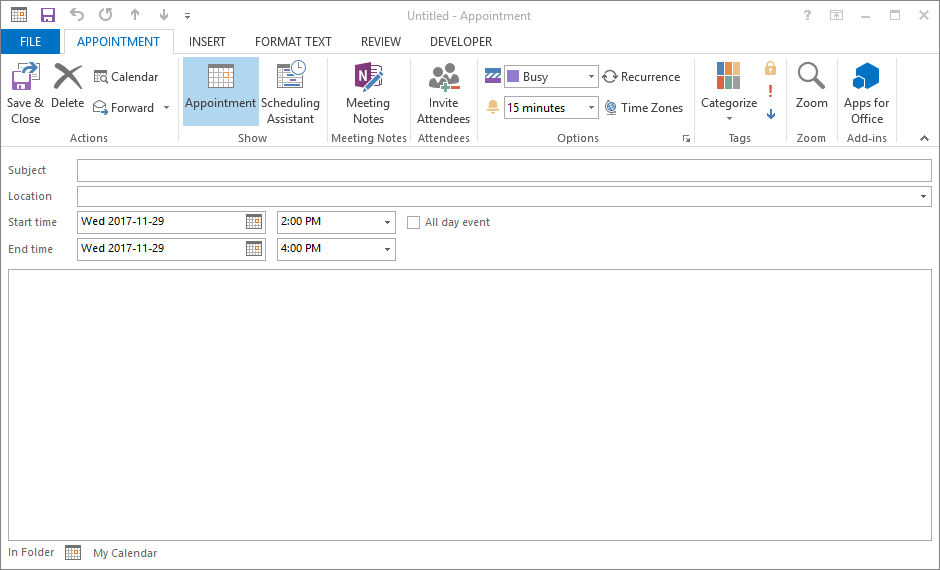 Untitled - Appointment
FILE APPOINTMENT INSERT FORMAT TEXT REVIEW DEVELOPER
Save & Close
Delete
Calendar
Forward
Actions
Appointment
Scheduling Assistant
Show
Meeting Notes
Meeting Notes
Invite Attendees
Attendees
Busy
15 minutes
Recurrence
Time Zones
Options
Categorize
Tags
Zoom
Zoom
Apps for Office
Add-ins
Subject
Location
Start time Wed 2017-11-29 2:00 PM All day event
End time Wed 2017-11-29 4:00 PM
In Folder My Calendar